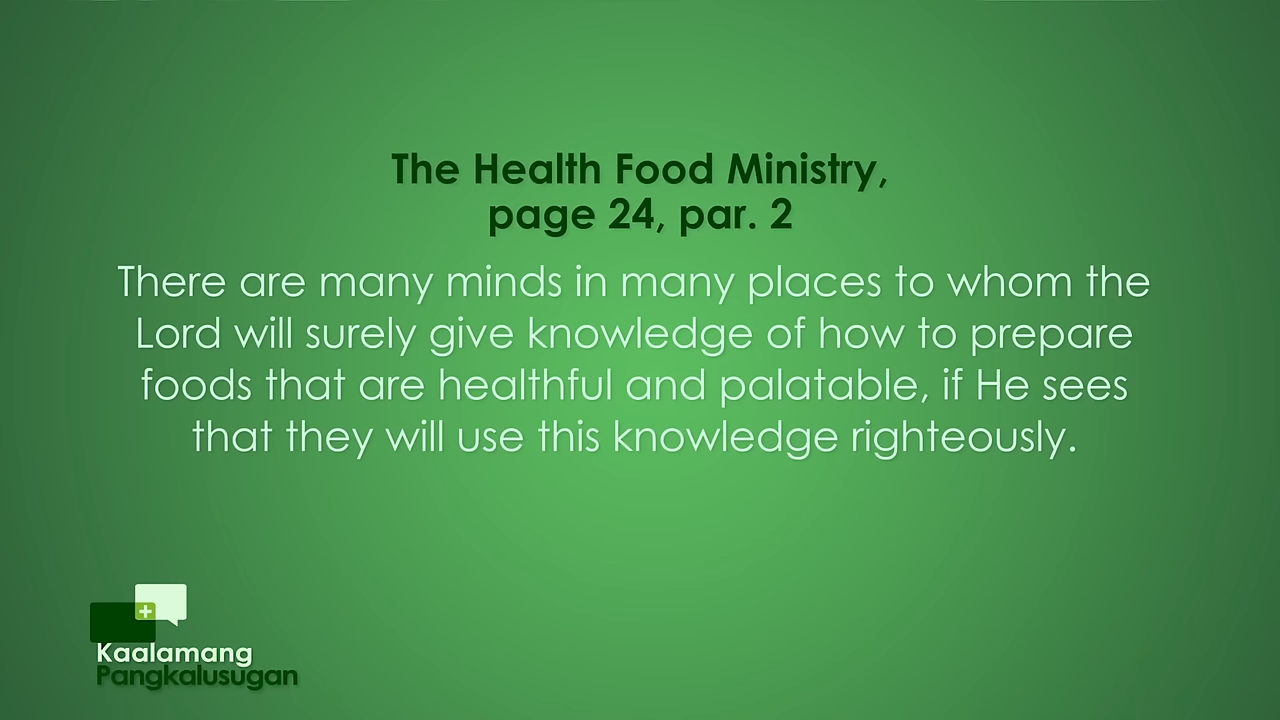 The Health Food Ministry,
page 24, par. 2
There are many minds in many places to whom the
Lord will surely give knowledge of how to prepare
foods that are healthful and palatable, if He sees
that they will use this knowledge righteously.
Kaalamang
Pangkalusugan